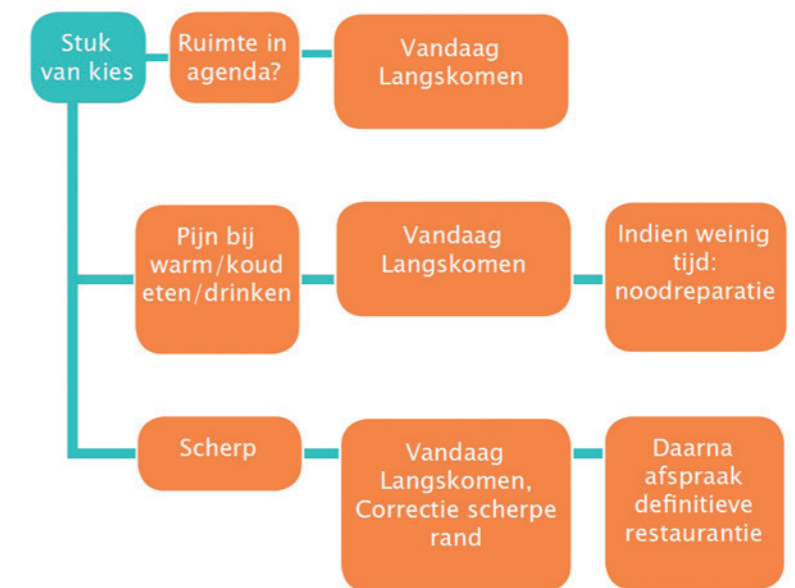 Stuk
van kies
Ruimte in
agenda?
Vandaag
Langskomen
Pijn bij
warm/koud
eten/drinken
Vandaag
Langskomen
Indien weinig
tijd:
noodreparatie
Scherp
Vandaag
Langskomen,
Correctie scherpe
rand
Daarna
afspraak
definitieve
restaurantie